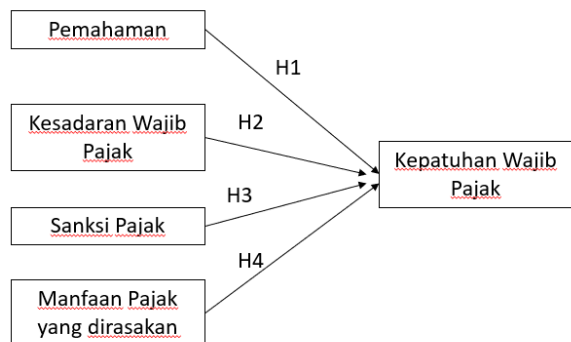 Pemahaman
H1
Kesadaran Wajib
Pajak
H2
Kepatuhan Wajib
Pajak
Sanksi Pajak
H3
Manfaan Pajak
yang dirasakan
H4